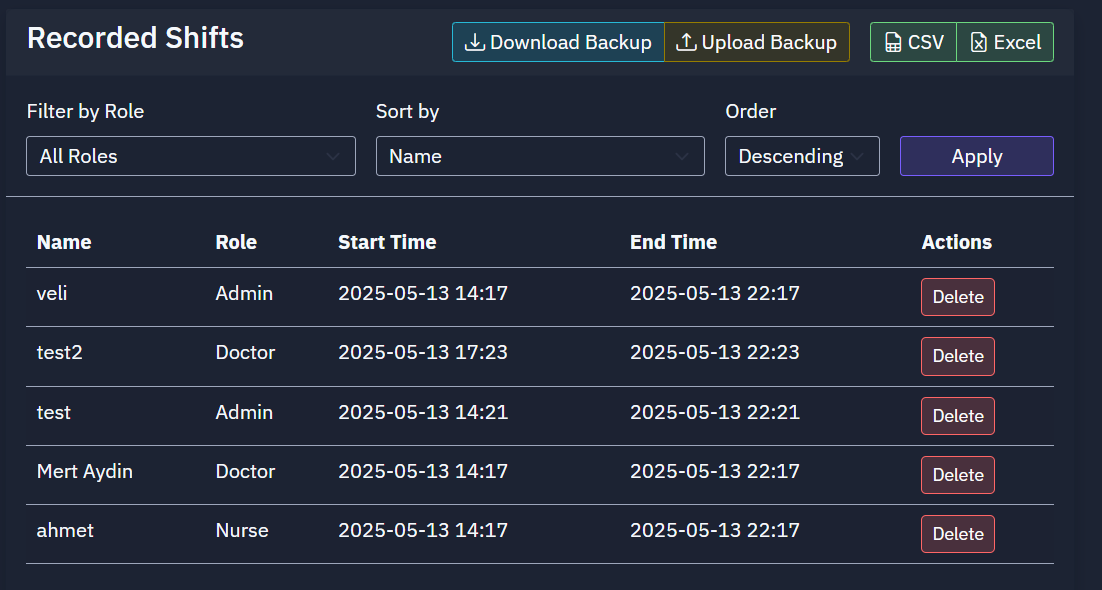 Recorded Shifts Download Backup Upload Backup CSV Excel
Filter by Role Sort by Order
All Roles Name Descending Apply
Name Role Start Time End Time Actions
veli Admin 2025-05-13 14:17 2025-05-13 22:17 Delete
test2 Doctor 2025-05-13 17:23 2025-05-13 22:23 Delete
test Admin 2025-05-13 14:21 2025-05-13 22:21 Delete
Mert Aydin Doctor 2025-05-13 14:17 2025-05-13 22:17 Delete
ahmet Nurse 2025-05-13 14:17 2025-05-13 22:17 Delete